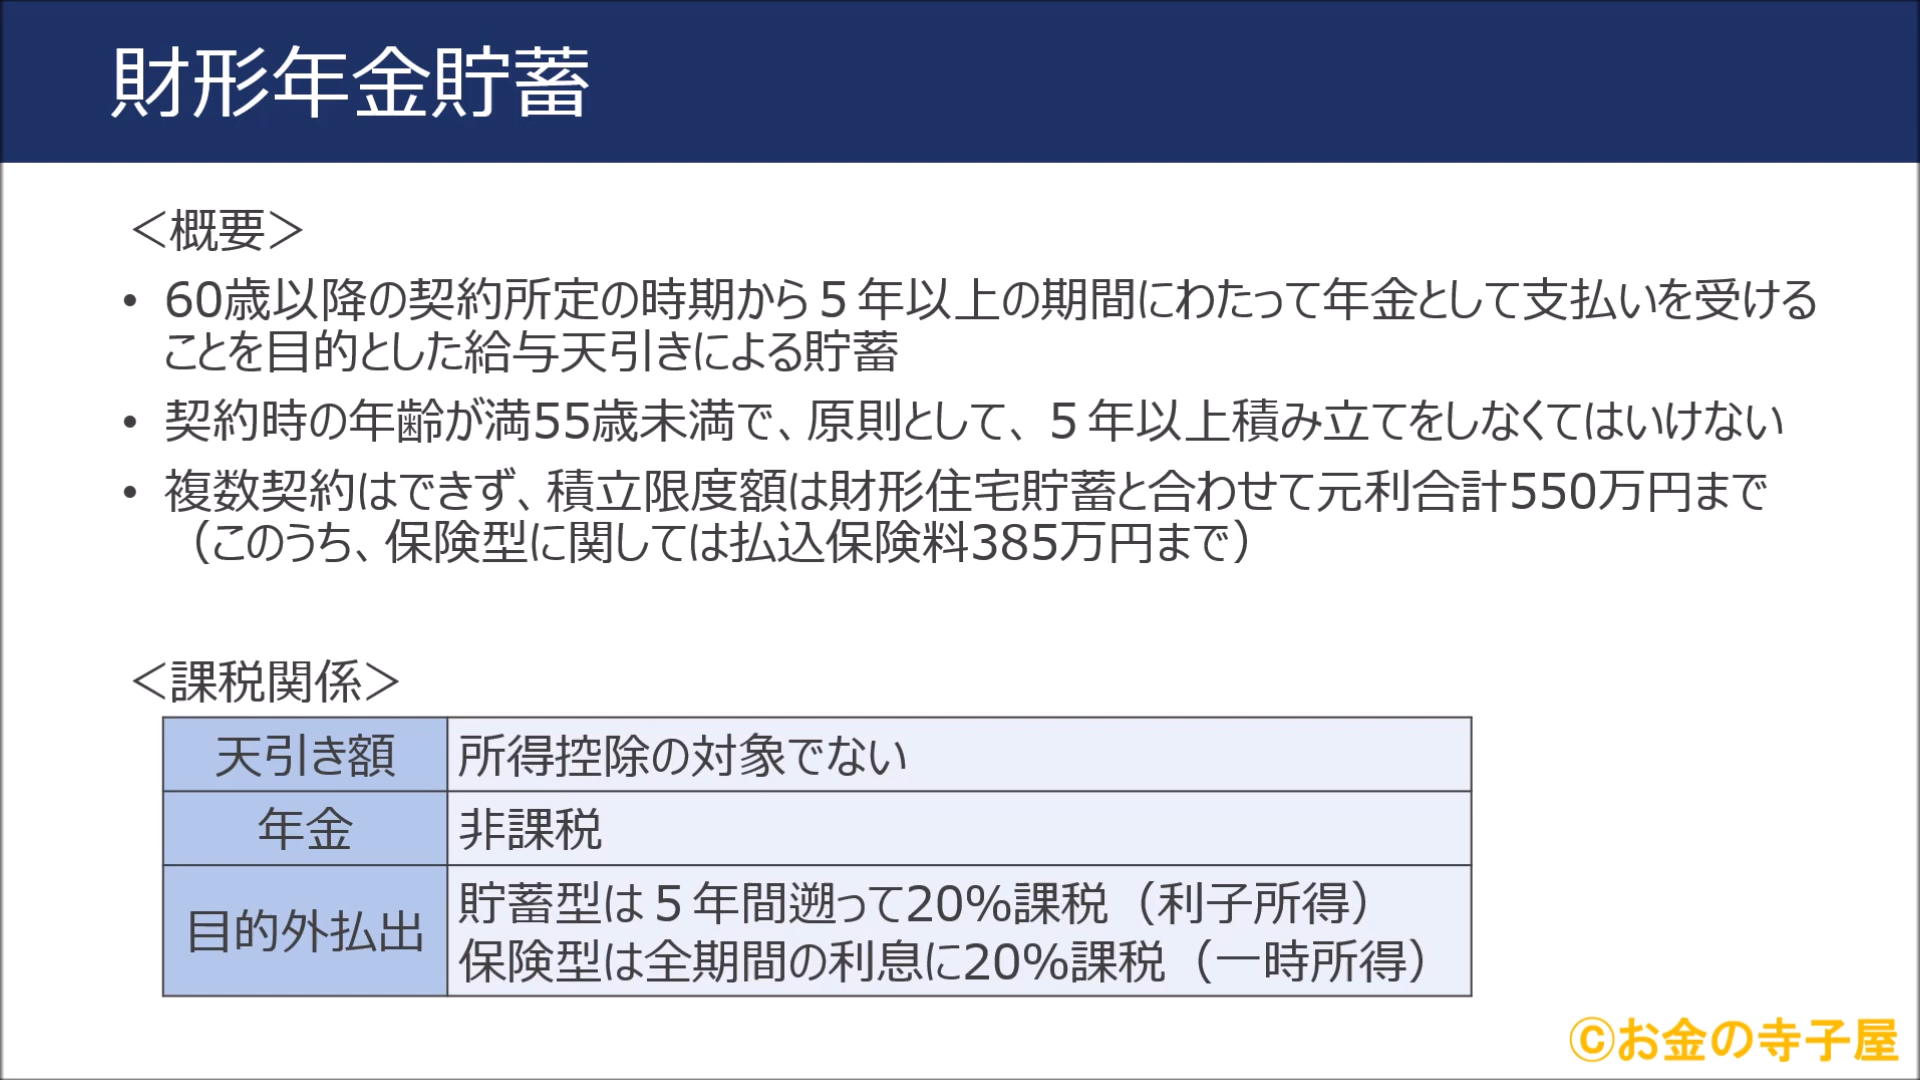 財形年金貯蓄
＜概要＞
• 60歳以降の契約所定の時期から５年以上の期間にわたって年金として支払いを受ける
ことを目的とした給与天引きによる貯蓄
• 契約時の年齢が満55歳未満で、原則として、５年以上積み立てをしなくてはいけない
• 複数契約はできず、積立限度額は財形住宅貯蓄と合わせて元利合計550万円まで
（このうち、保険型に関しては払込保険料385万円まで）
＜課税関係＞
天引き額 所得控除の対象でない
年金 非課税
目的外払出
貯蓄型は５年間遡って20%課税（利子所得）
保険型は全期間の利息に20%課税（一時所得）
©お金の寺子屋